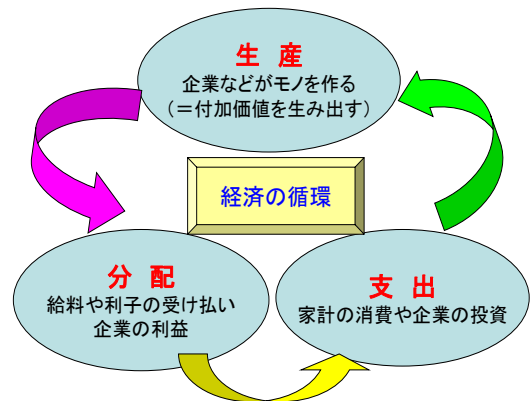 生 産
企業などがモノを作る
（＝付加価値を生み出す）
経済の循環
分 配
給料や利子の受け払い
企業の利益
支 出
家計の消費や企業の投資